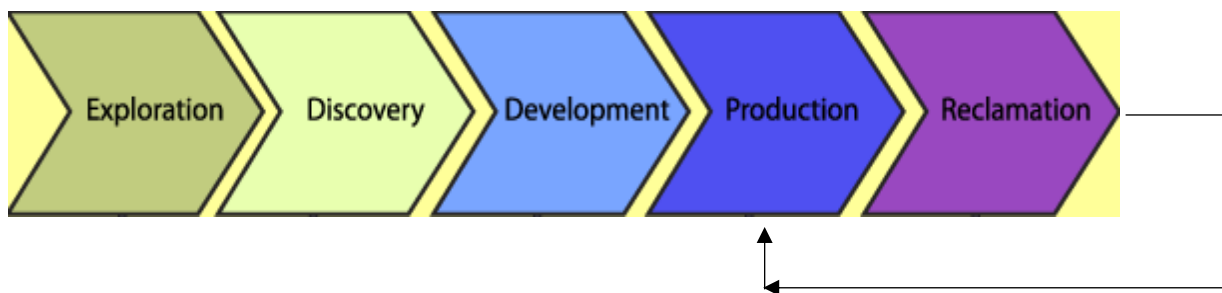 Exploration
Discovery
Development
Production
Reclamation